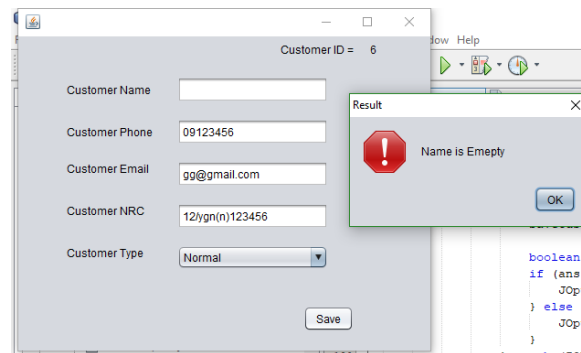 Customer ID = 6
dow Help
Customer Name
Result
Name is Emepty
OK
Customer Phone 09123456
Customer Email gg@gmail.com
Customer NRC 12/ygn(n)123456
Customer Type Normal
Save
boolean
if (ans
JOp
} else
JOp
}